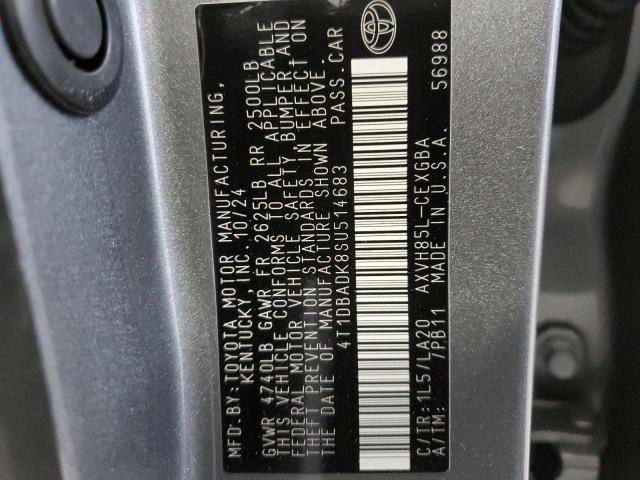 MFD. BY: TOYOTA MOTOR MANUFACTURING,
KENTUCKY, INC. 10/24
GVWR 4740LB GAWR FR 2625LB RR 2500LB
THIS VEHICLE CONFORMS TO ALL APPLICABLE
FEDERAL MOTOR VEHICLE SAFETY, BUMPER, AND
THEFT PREVENTION STANDARDS IN EFFECT ON
THE DATE OF MANUFACTURE SHOWN ABOVE.
4T1DBADK8SU514683 PASS. CAR
C/TR: 1L5/LA20 AXVH85L-CEXGBA
A/TM: /PB11 MADE IN U.S.A. 56988